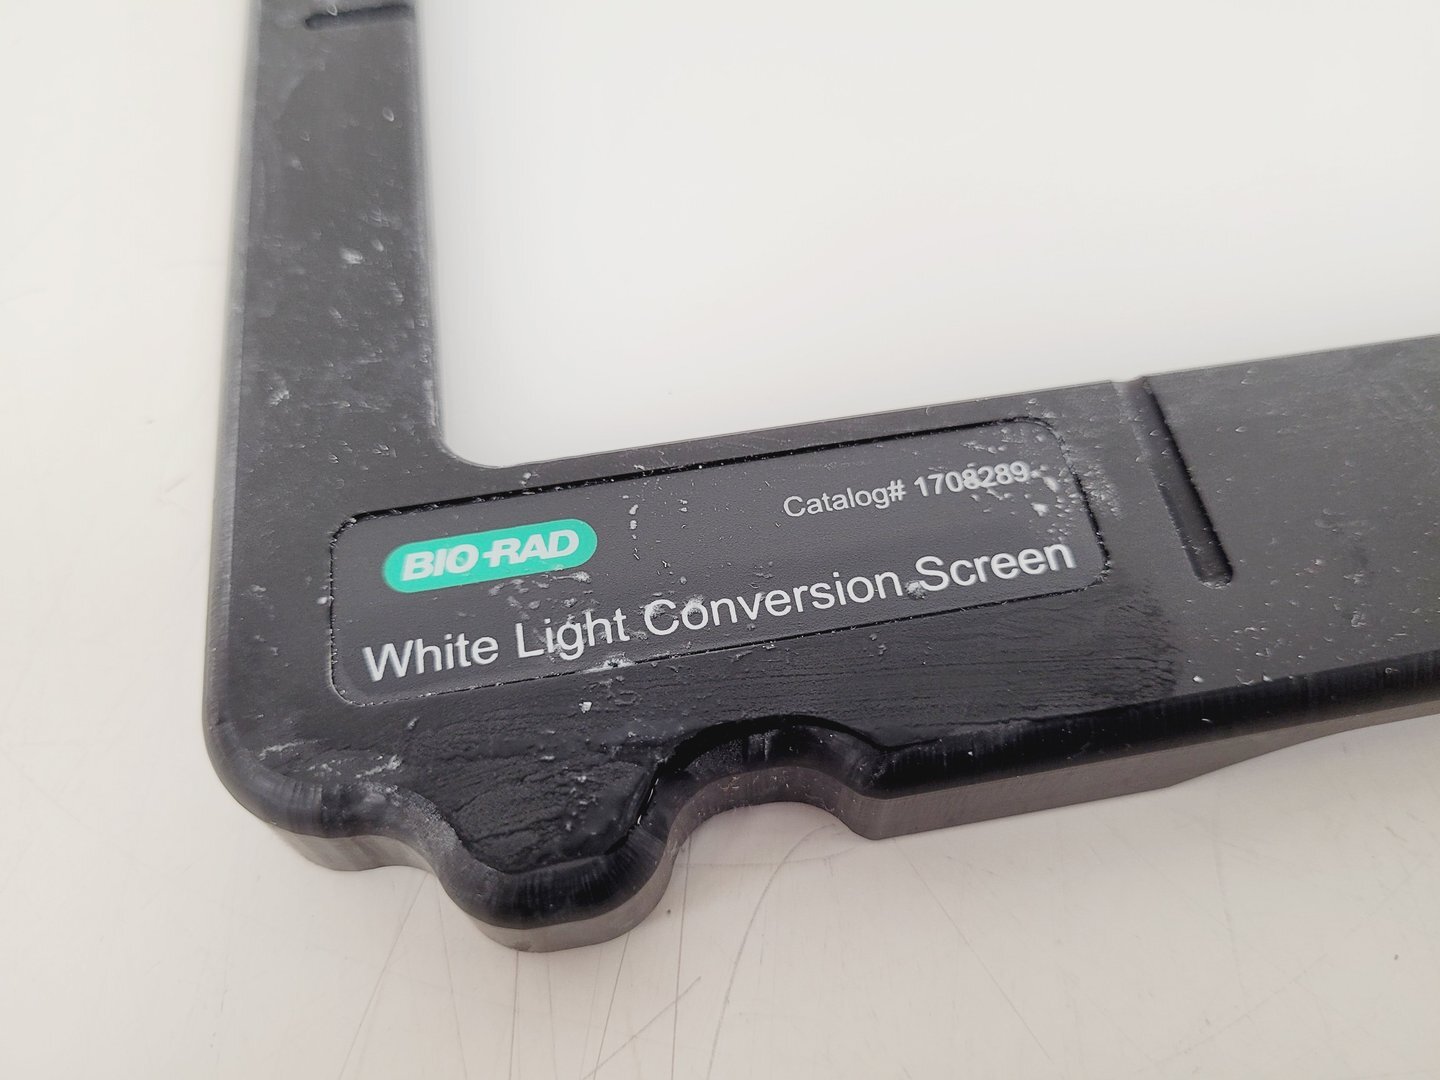 Catalog# 1708289
BIO-RAD
White Light Conversion Screen